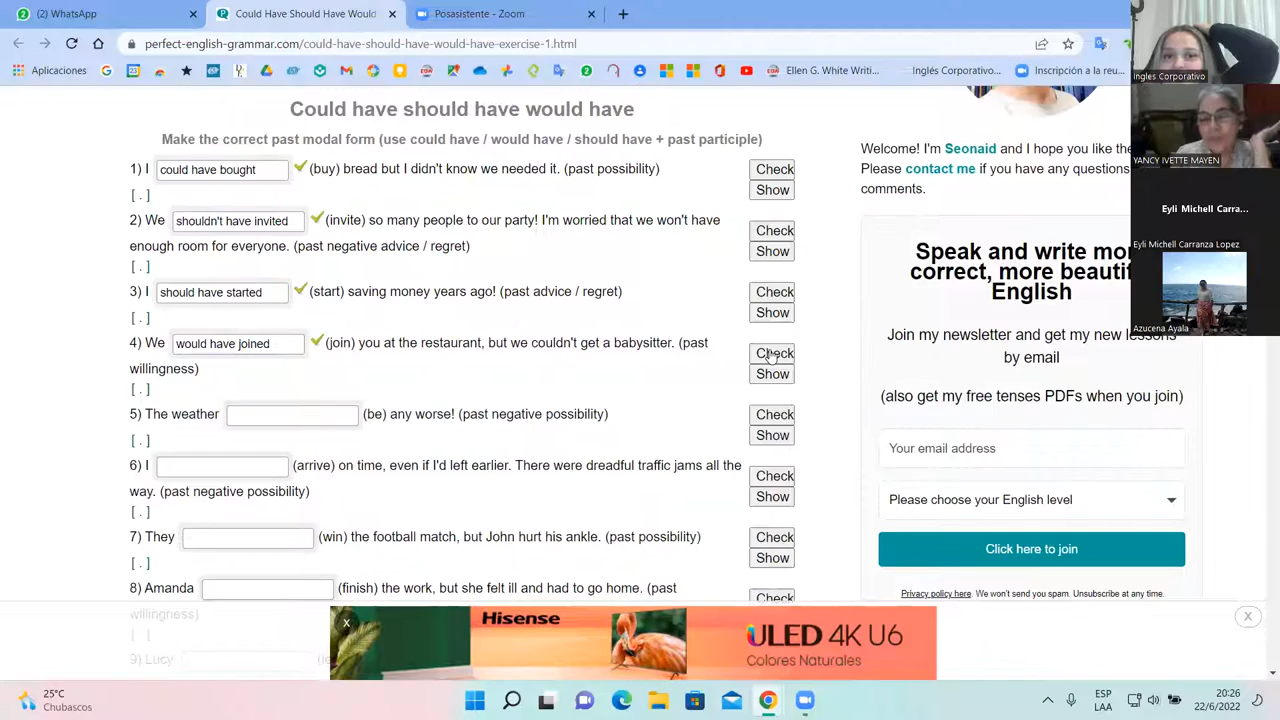 (2) WhatsApp
Could Have Should Have Would
Posasistente - Zoom
perfect-english-grammar.com/could-have-should-have-would-have-exercise-1.html
Aplicaciones
Ellen G. White Writi...
Inglés Corporativo...
Inscripción a la reu...
Could have should have would have
Make the correct past modal form (use could have / would have / should have + past participle)
1) I could have bought (buy) bread but I didn't know we needed it. (past possibility)
Check
Show
[ . ]
2) We shouldn't have invited (invite) so many people to our party! I'm worried that we won't have
enough room for everyone. (past negative advice / regret)
Check
Show
[ . ]
3) I should have started (start) saving money years ago! (past advice / regret)
Check
Show
[ . ]
4) We would have joined (join) you at the restaurant, but we couldn't get a babysitter. (past
willingness)
Check
Show
[ . ]
5) The weather (be) any worse! (past negative possibility)
Check
Show
[ . ]
6) I (arrive) on time, even if I'd left earlier. There were dreadful traffic jams all the
way. (past negative possibility)
Check
Show
[ . ]
7) They (win) the football match, but John hurt his ankle. (past possibility)
Check
Show
[ . ]
8) Amanda (finish) the work, but she felt ill and had to go home. (past
willingness)
Check
9) Lucy
Welcome! I'm Seonaid and I hope you like the
Please contact me if you have any questions
comments.
Speak and write mor
correct, more beautif
English
Join my newsletter and get my new lessons
by email
(also get my free tenses PDFs when you join)
Your email address
Please choose your English level
Click here to join
Privacy policy here. We won't send you spam. Unsubscribe at any time.
Ingles Corporativo
YANCY IVETTE MAYEN
Eyli Michell Carra...
Eyli Michell Carranza Lopez
Azucena Ayala
X
Hisense
ULED 4K U6
Colores Naturales
X
25°C
Chubascos
ESP
LAA
20:26
22/6/2022